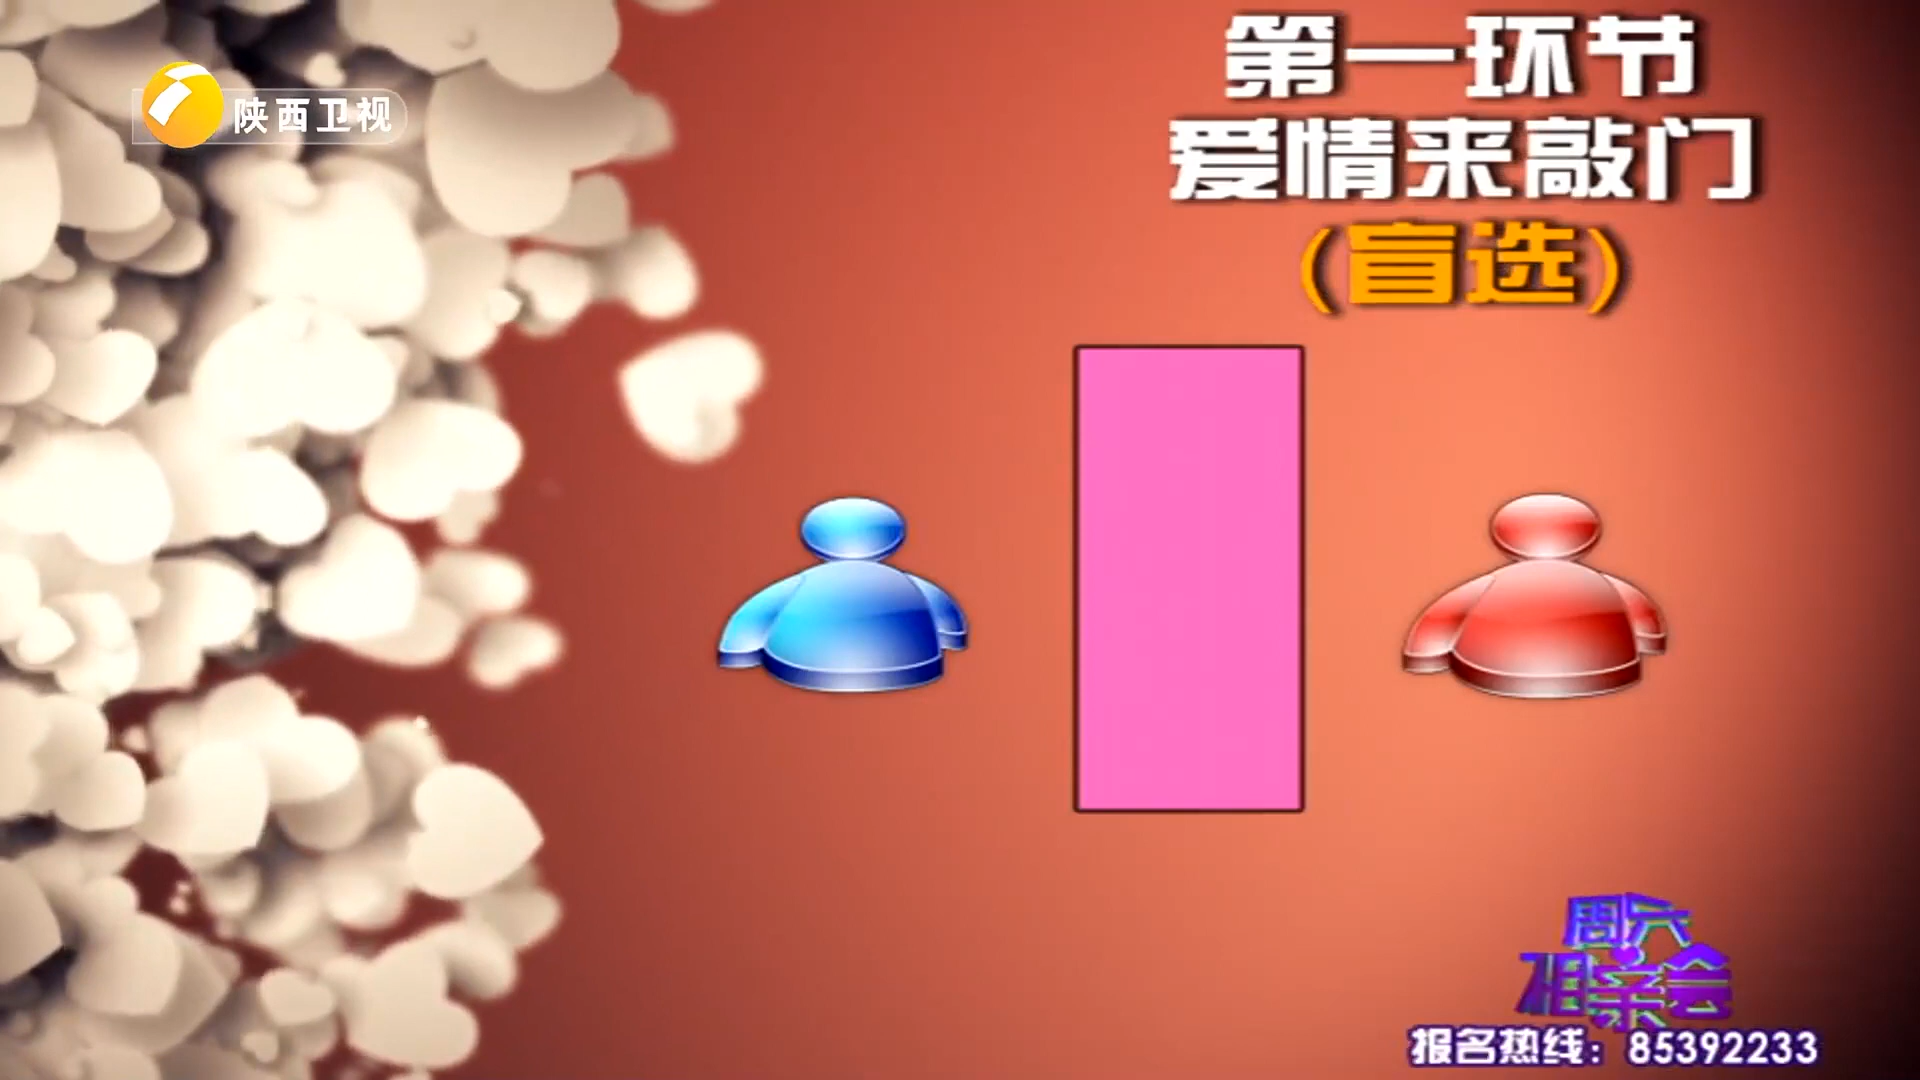 陕西卫视
第一环节
爱情来敲门
(盲选)
周六
相亲会
报名热线：85392233